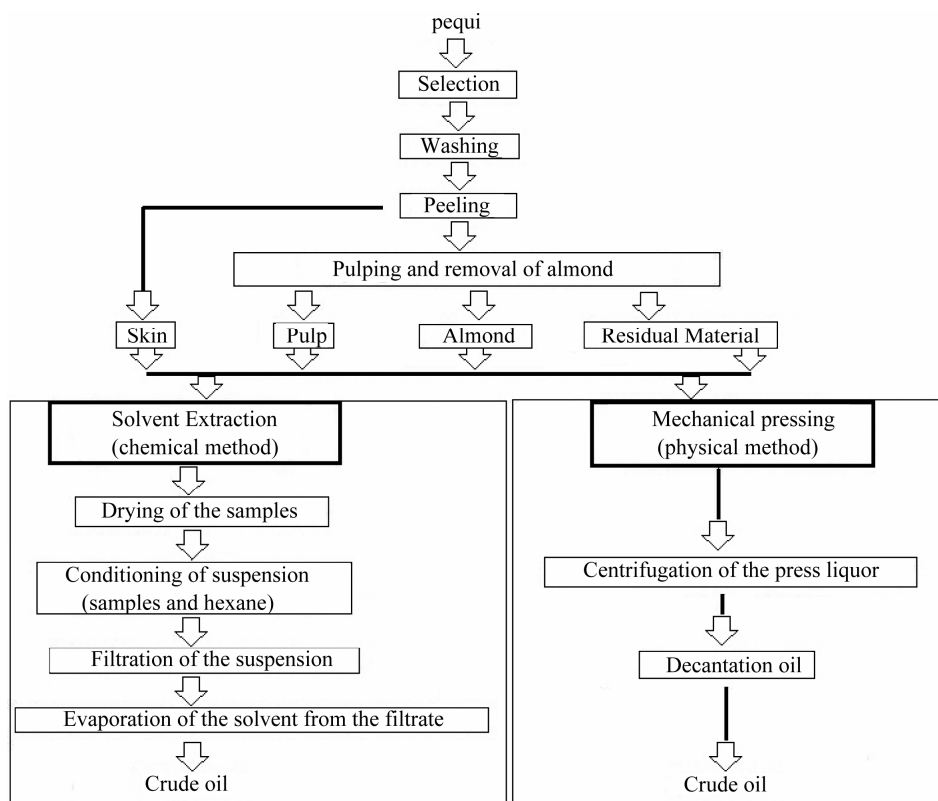 pequi
Selection
Washing
Peeling
Pulping and removal of almond
Skin
Pulp
Almond
Residual Material
Solvent Extraction
(chemical method)
Drying of the samples
Conditioning of suspension
(samples and hexane)
Filtration of the suspension
Evaporation of the solvent from the filtrate
Crude oil
Mechanical pressing
(physical method)
Centrifugation of the press liquor
Decantation oil
Crude oil